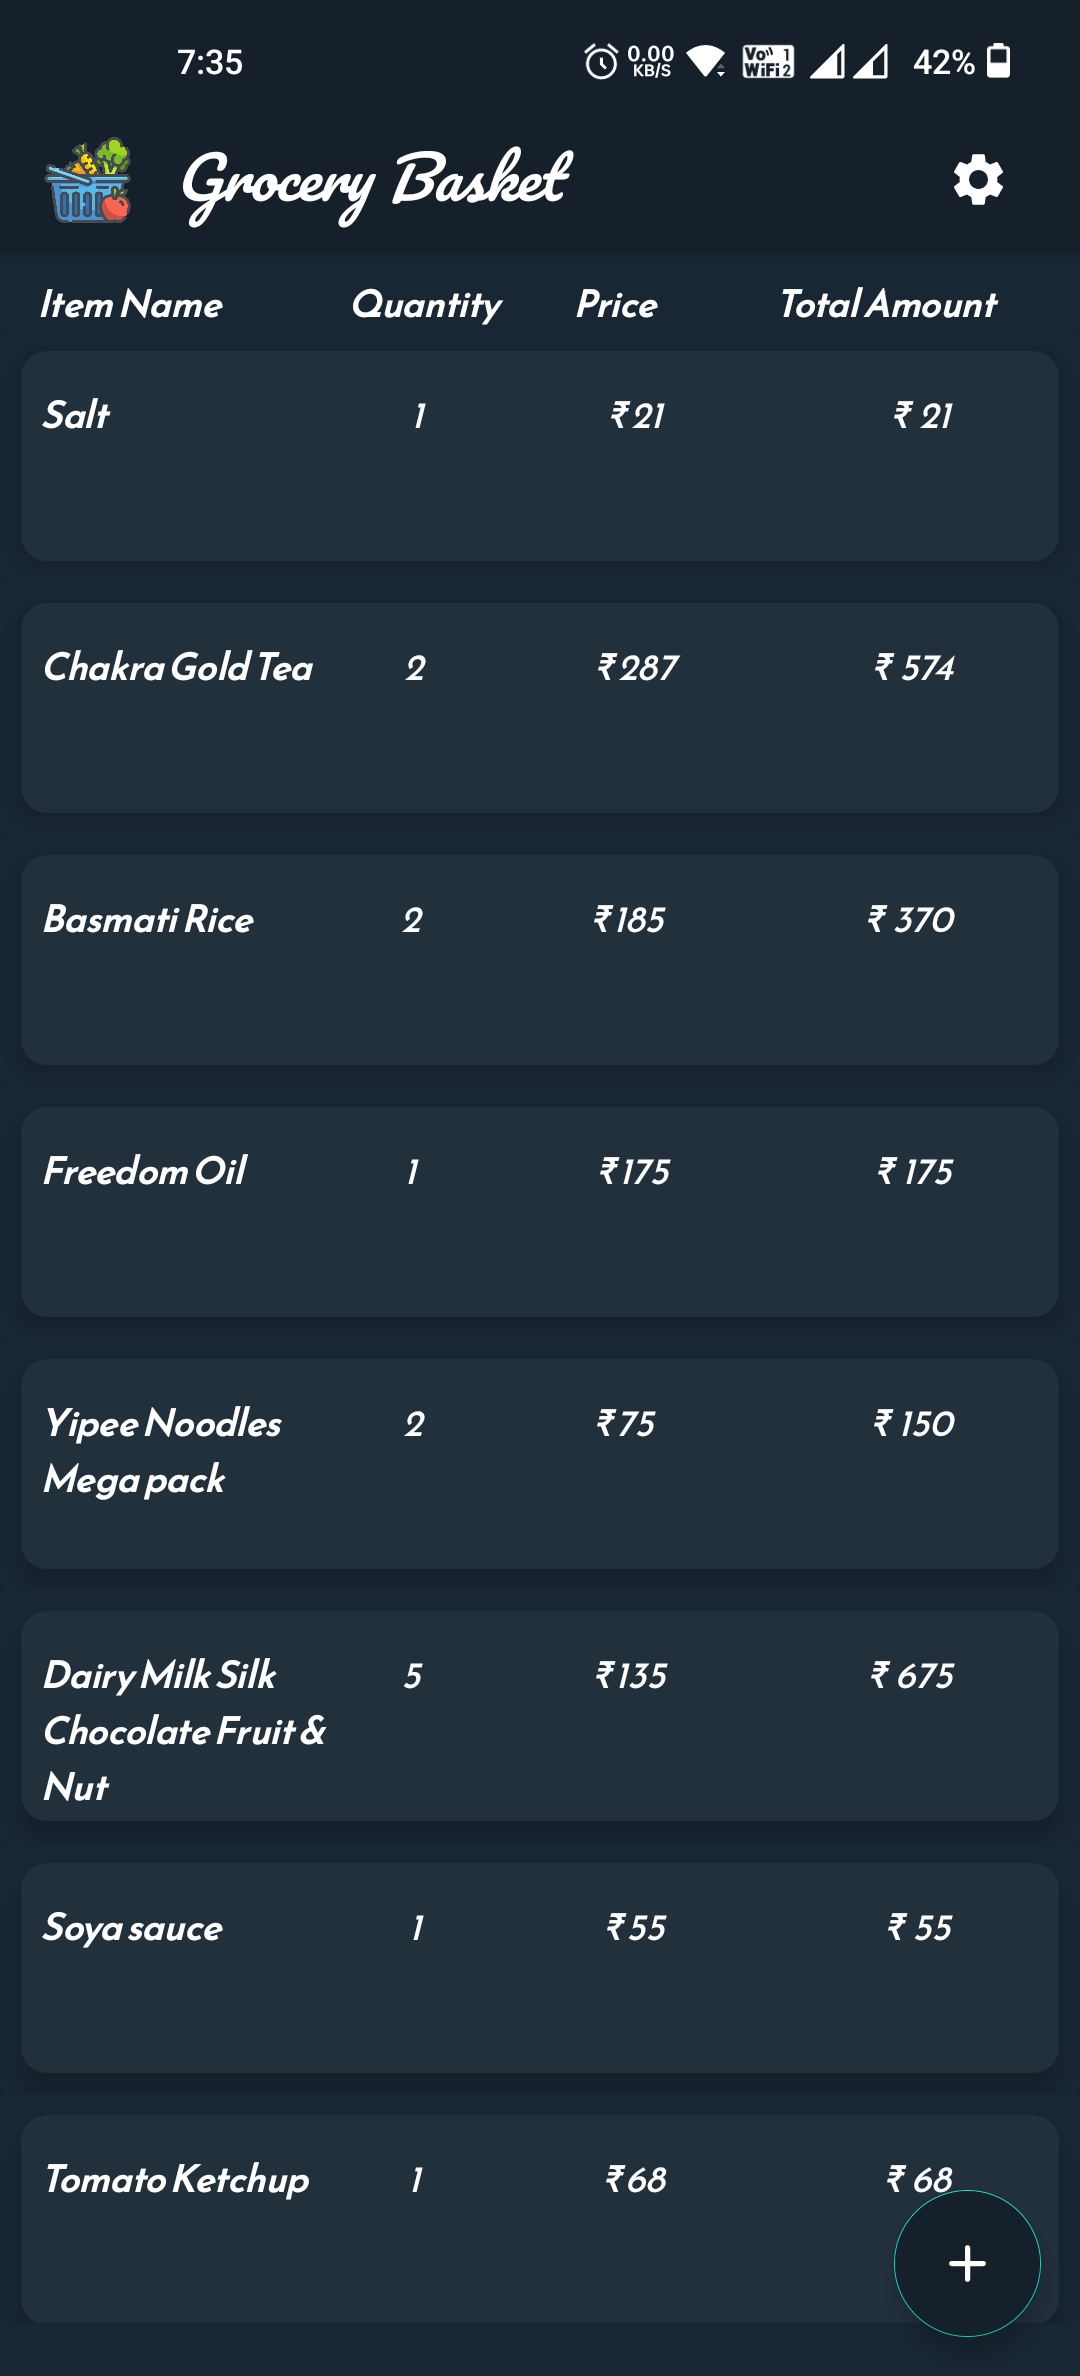 7:35 0.00 KB/S Vo 1 WiFi 2 42%
Grocery Basket
Item Name Quantity Price Total Amount
Salt 1 ₹21 ₹ 21
Chakra Gold Tea 2 ₹287 ₹ 574
Basmati Rice 2 ₹185 ₹ 370
Freedom Oil 1 ₹175 ₹ 175
Yipee Noodles 2 ₹75 ₹ 150
Mega pack
Dairy Milk Silk 5 ₹135 ₹ 675
Chocolate Fruit &
Nut
Soya sauce 1 ₹55 ₹ 55
Tomato Ketchup 1 ₹68 ₹ 68
+